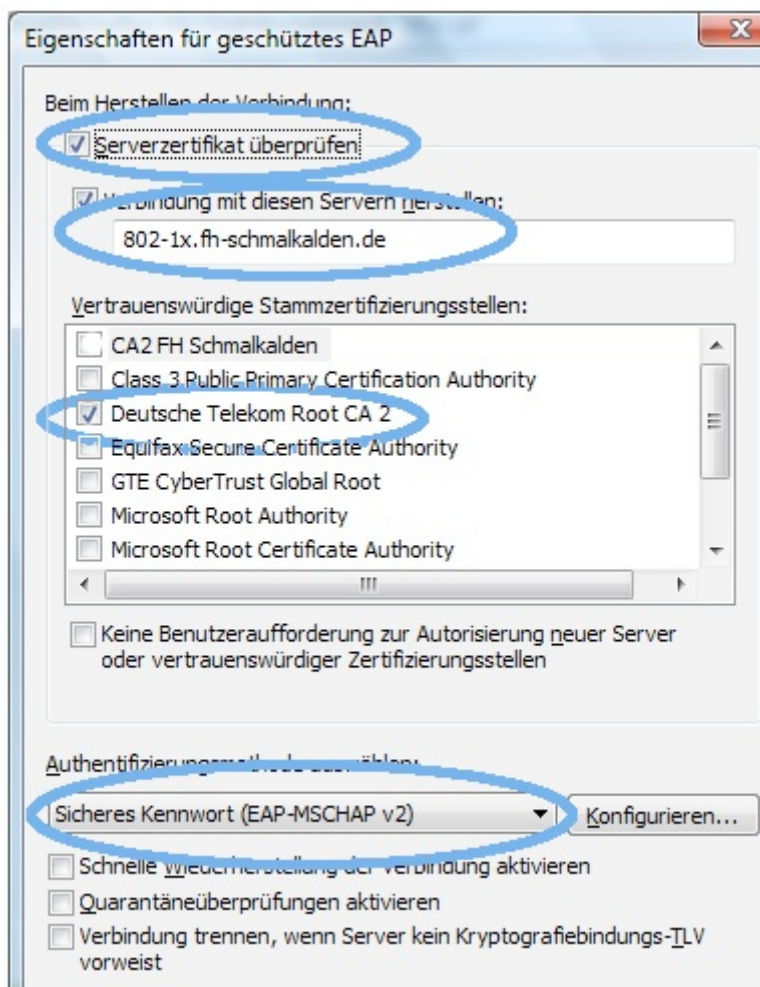 Eigenschaften für geschütztes EAP
Beim Herstellen der Verbindung:
Serverzertifikat überprüfen
Verbindung mit diesen Servern herstellen:
802-1x.fh-schmalkalden.de
Vertrauenswürdige Stammzertifizierungsstellen:
CA2 FH Schmalkalden
Class 3 Public Primary Certification Authority
Deutsche Telekom Root CA 2
Equifax Secure Certificate Authority
GTE CyberTrust Global Root
Microsoft Root Authority
Microsoft Root Certificate Authority
Keine Benutzeraufforderung zur Autorisierung neuer Server
oder vertrauenswürdiger Zertifizierungsstellen
Authentifizierungsmethode auswählen:
Sicheres Kennwort (EAP-MSCHAP v2)
Konfigurieren...
Schnelle Wiederherstellung der Verbindung aktivieren
Quarantäneüberprüfungen aktivieren
Verbindung trennen, wenn Server kein Kryptografiebindungs-TLV
vorweist